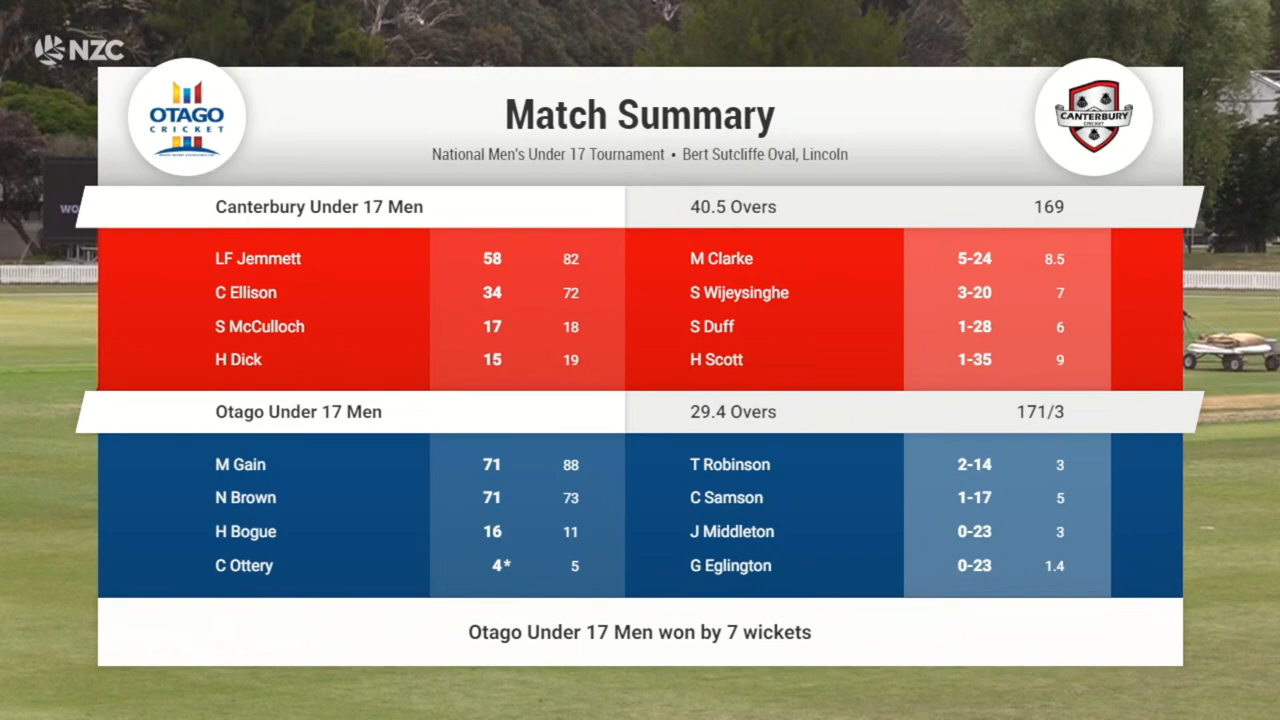 NZC
OTAGO
CRICKET
Match Summary
CANTERBURY
CRICKET
National Men's Under 17 Tournament • Bert Sutcliffe Oval, Lincoln
WO
Canterbury Under 17 Men 40.5 Overs 169
LF Jemmett 58 82 M Clarke 5-24 8.5
C Ellison 34 72 S Wijeysinghe 3-20 7
S McCulloch 17 18 S Duff 1-28 6
H Dick 15 19 H Scott 1-35 9
Otago Under 17 Men 29.4 Overs 171/3
M Gain 71 88 T Robinson 2-14 3
N Brown 71 73 C Samson 1-17 5
H Bogue 16 11 J Middleton 0-23 3
C Ottery 4* 5 G Eglington 0-23 1.4
Otago Under 17 Men won by 7 wickets